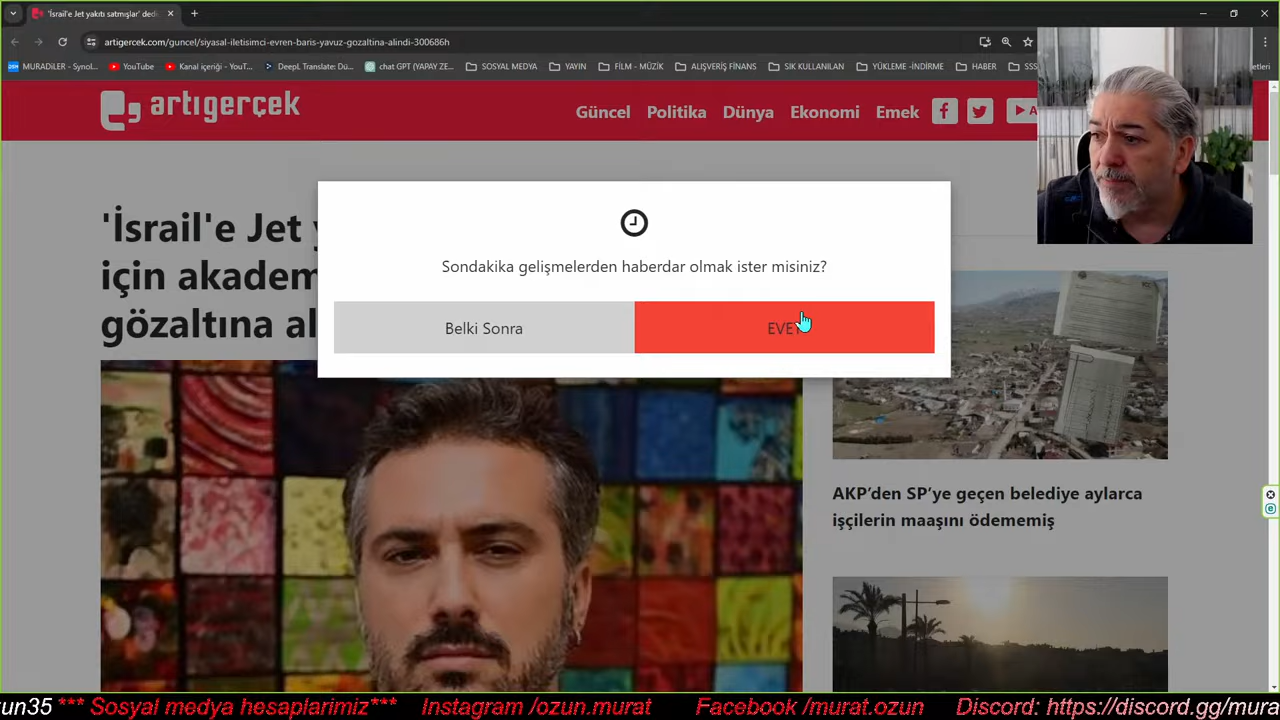 'İsrail'e Jet yakıtı satmışlar' dedi
artigercek.com/guncel/siyasal-iletisimci-evren-baris-yavuz-gozaltina-alindi-300686h
MURADiLER - Synol... YouTube Kanal içeriği - YouT... DeepL Translate: Dü... chat GPT (YAPAY ZE... SOSYAL MEDYA YAYIN FİLM - MÜZİK ALIŞVERİŞ FİNANS SIK KULLANILAN YÜKLEME -İNDİRME HABER SSS
artıgerçek
Güncel Politika Dünya Ekonomi Emek
'İsrail'e Jet
için akadem
gözaltına al
Sondakika gelişmelerden haberdar olmak ister misiniz?
Belki Sonra
EVET
AKP'den SP'ye geçen belediye aylarca
işçilerin maaşını ödememiş
zun35 *** Sosyal medya hesaplarimiz*** Instagram /ozun.murat Facebook /murat.ozun Discord: https://discord.gg/mura